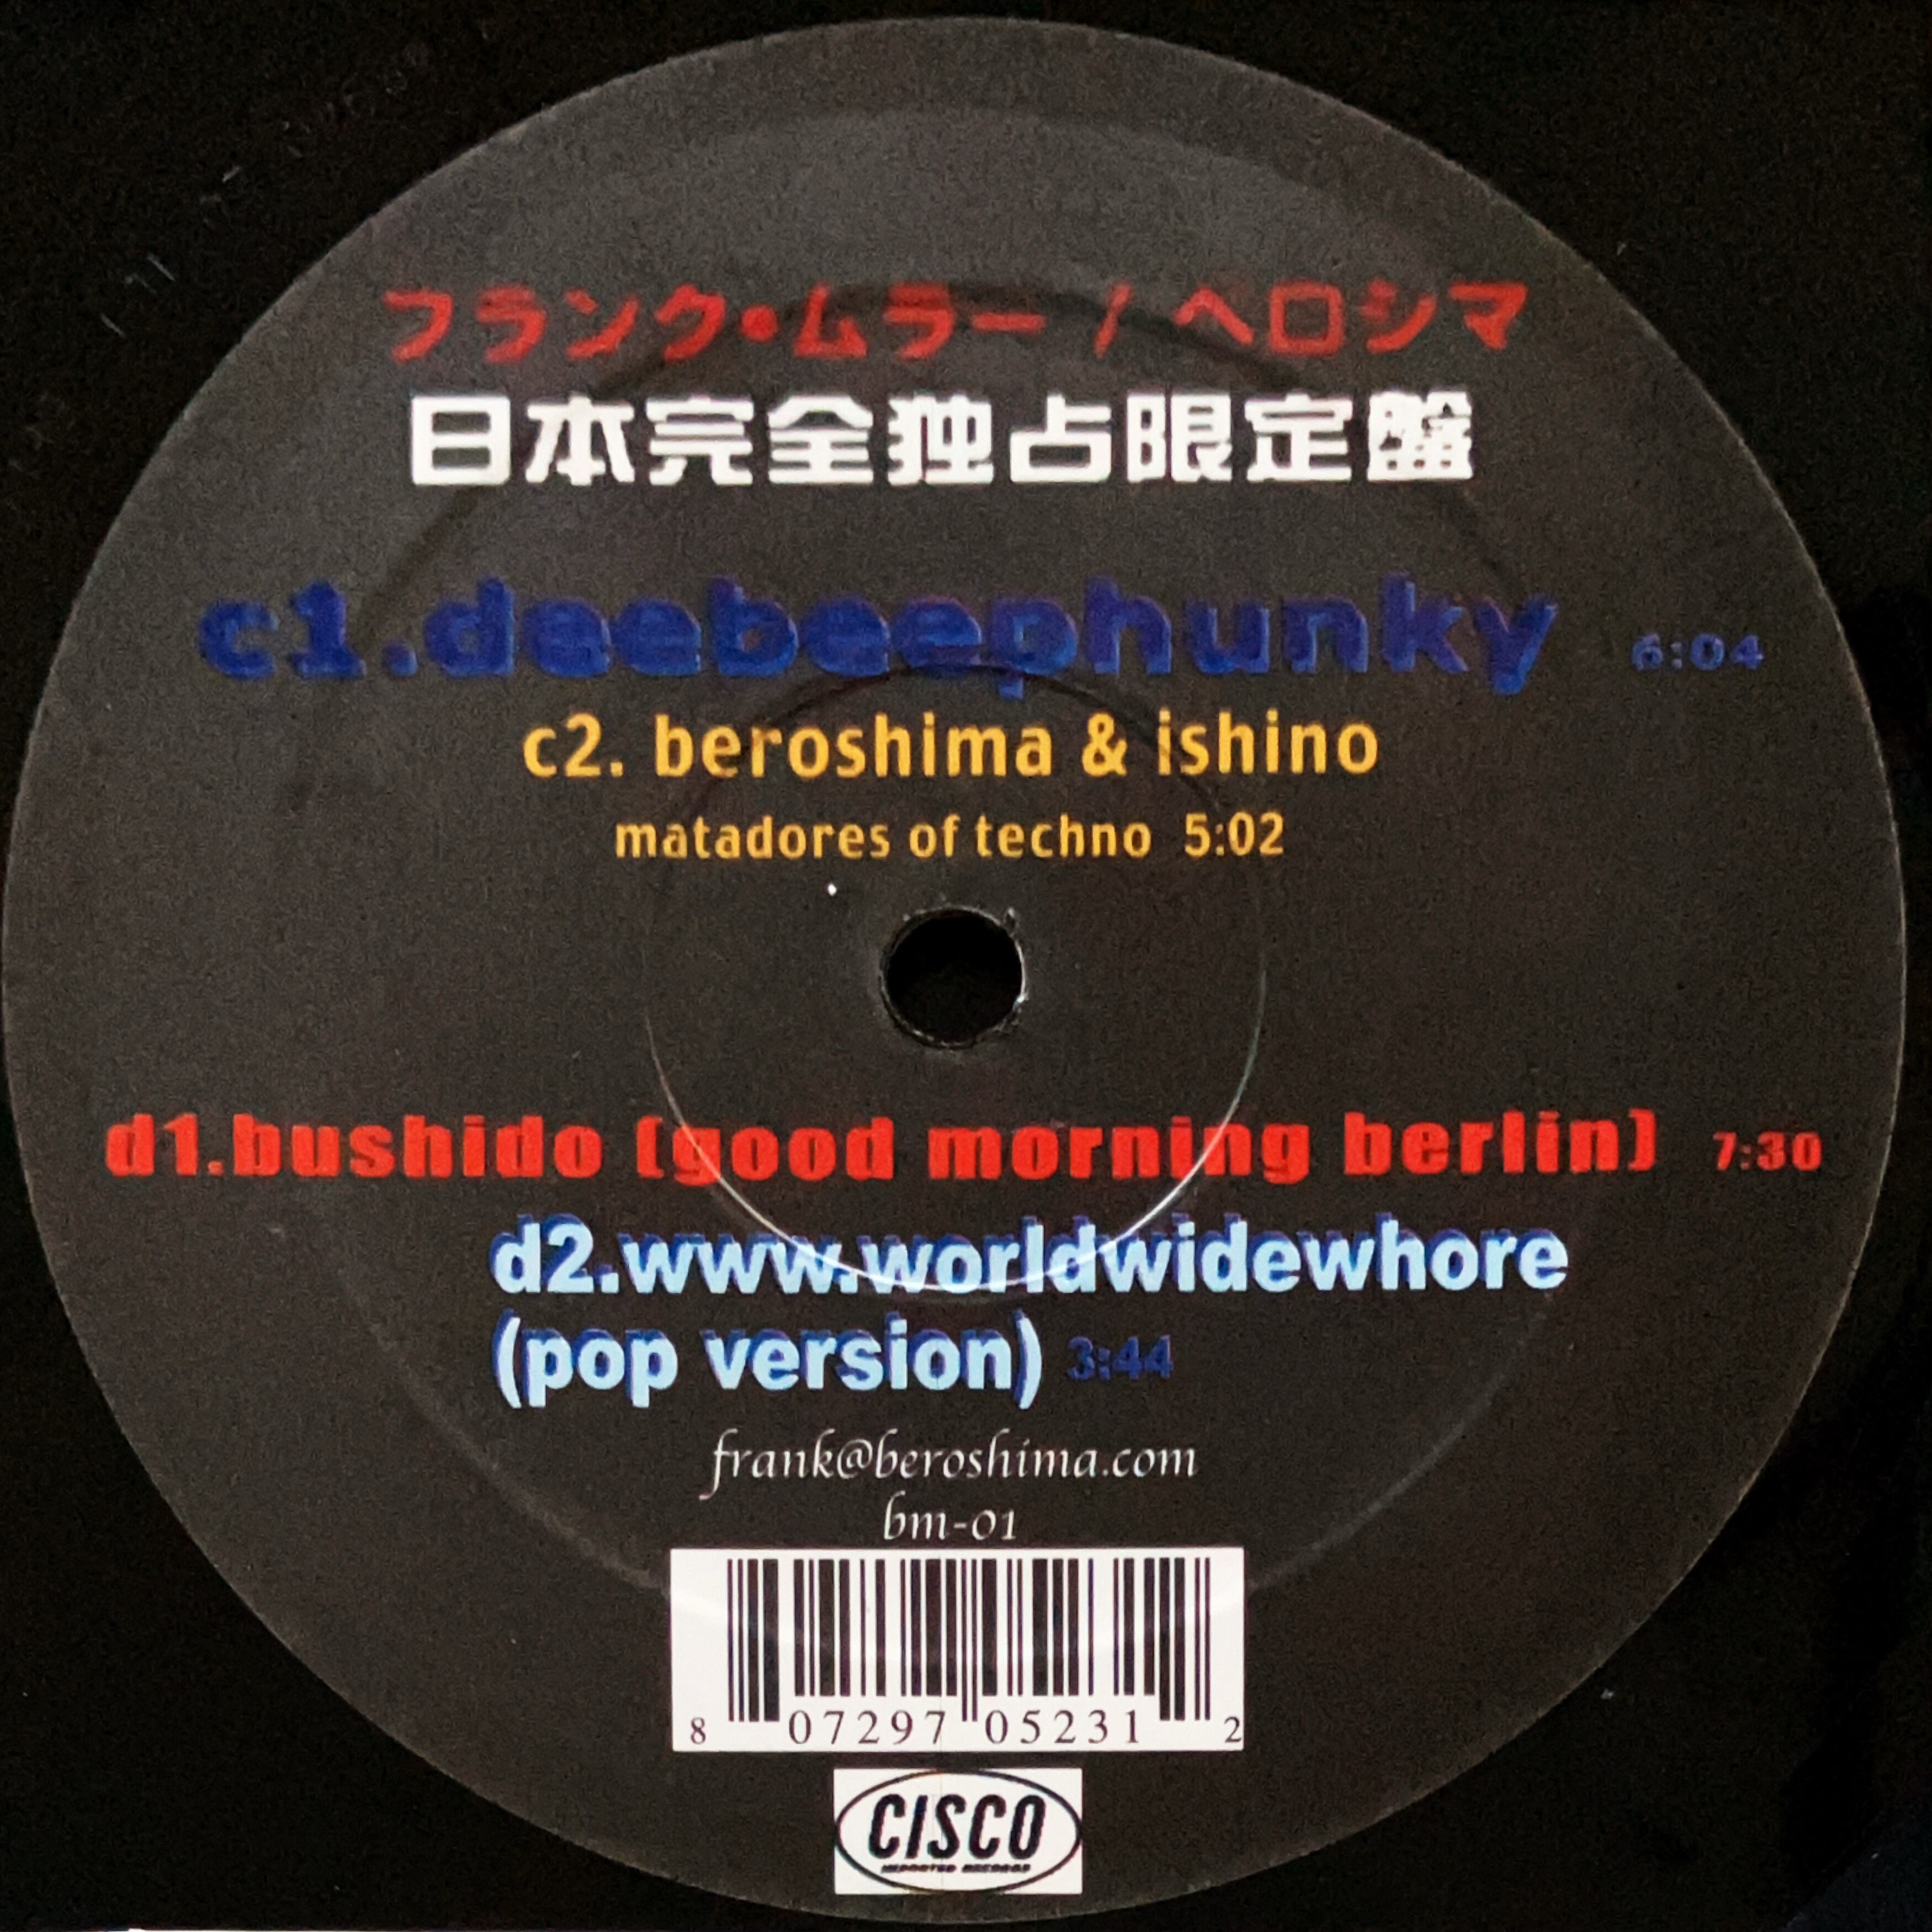 フランク・ムラー / ベロシマ
日本完全独占限定盤
c1.deebeephunky 6:04
c2. beroshima & ishino
matadores of techno 5:02
d1.bushido (good morning berlin) 7:30
d2.www.worldwidewhore
(pop version) 3:44
frank@beroshima.com
bm-01
8 07297 05231 2
CISCO
IMPORTED RECORDS